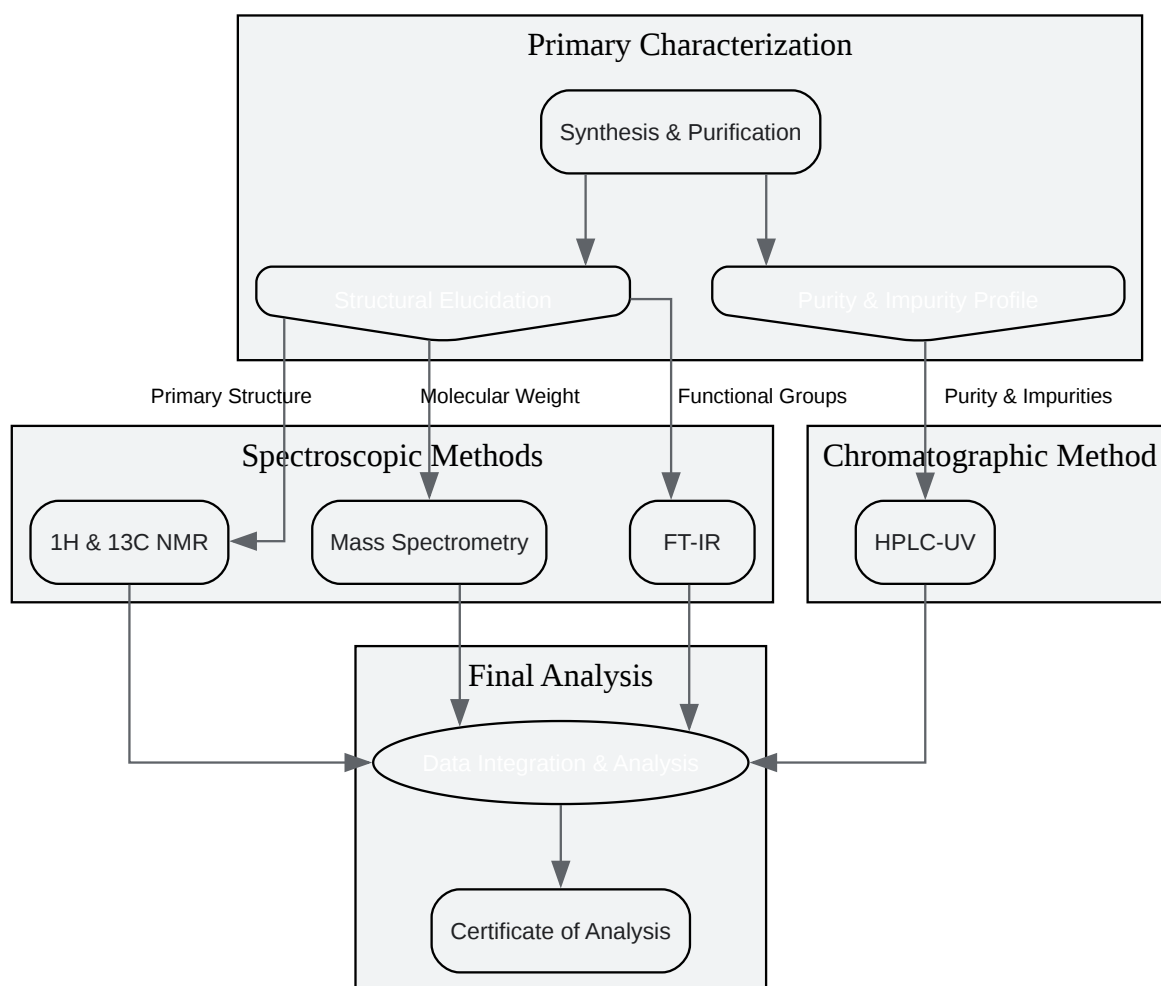 Primary Characterization
Synthesis & Purification
Structural Elucidation
Purity & Impurity Profile
Primary Structure
Molecular Weight
Functional Groups
Purity & Impurities
Spectroscopic Methods
Chromatographic Method
1H & 13C NMR
Mass Spectrometry
FT-IR
HPLC-UV
Final Analysis
Data Integration & Analysis
Certificate of Analysis